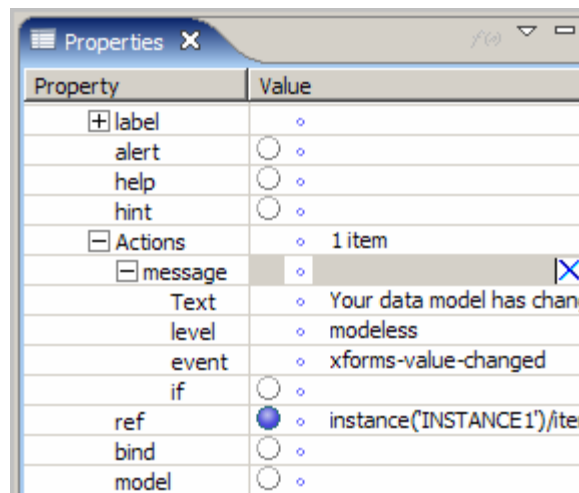 Properties
Property Value
label
alert
help
hint
Actions 1 item
message
Text Your data model has chan
level modeless
event xforms-value-changed
if
ref instance('INSTANCE1')/ite
bind
model